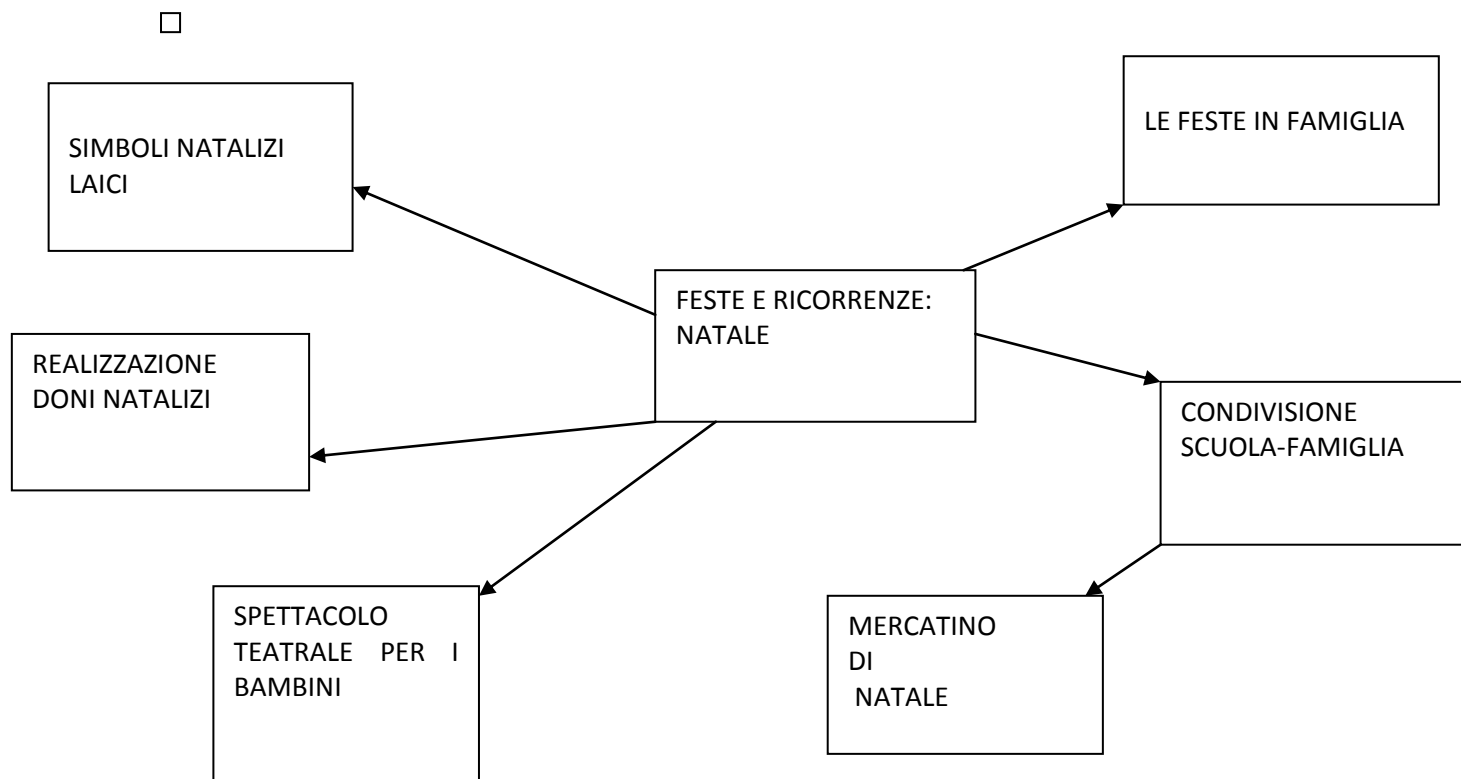 SIMBOLI NATALIZI
LAICI
LE FESTE IN FAMIGLIA
FESTE E RICORRENZE:
NATALE
REALIZZAZIONE
DONI NATALIZI
CONDIVISIONE
SCUOLA-FAMIGLIA
SPETTACOLO
TEATRALE PER I
BAMBINI
MERCATINO
DI
NATALE